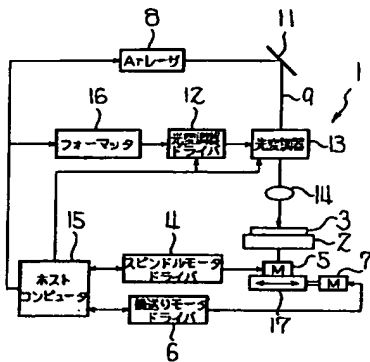 8
11
Arレーザ
1
9
16
12
フォーマッタ
光変調器
ドライバ
光変調器
13
14
15
4
3
2
ホスト
コンピュータ
スピンドルモータ
ドライバ
M
5
7
M
横送りモータ
ドライバ
17
6